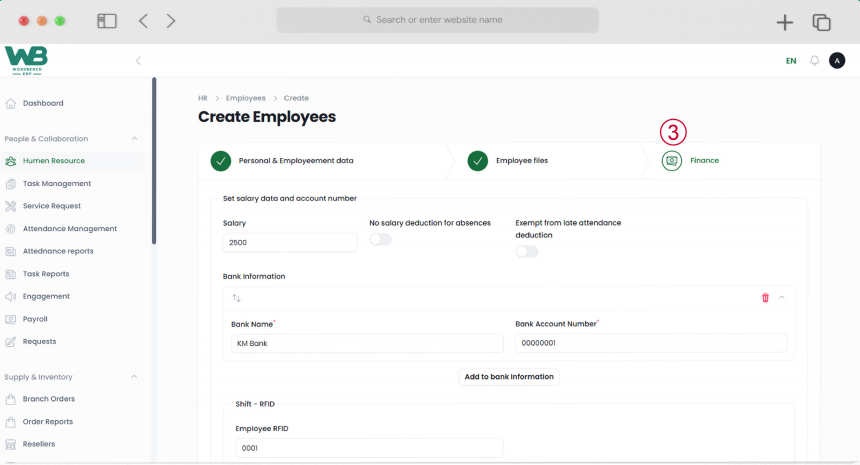 Search or enter website name
WB
WORKBENCH
ERP
EN
A
Dashboard
People & Collaboration
Human Resource
Task Management
Service Request
Attendance Management
Attednance reports
Task Reports
Engagement
Payroll
Requests
Supply & Inventory
Branch Orders
Order Reports
Resellers
HR > Employees > Create
Create Employees
3
Personal & Employeement data
Employee files
Finance
Set salary data and account number
Salary
2500
No salary deduction for absences
Exempt from late attendance
deduction
Bank Information
Bank Name*
KM Bank
Bank Account Number*
00000001
Add to bank Information
Shift - RFID
Employee RFID
0001